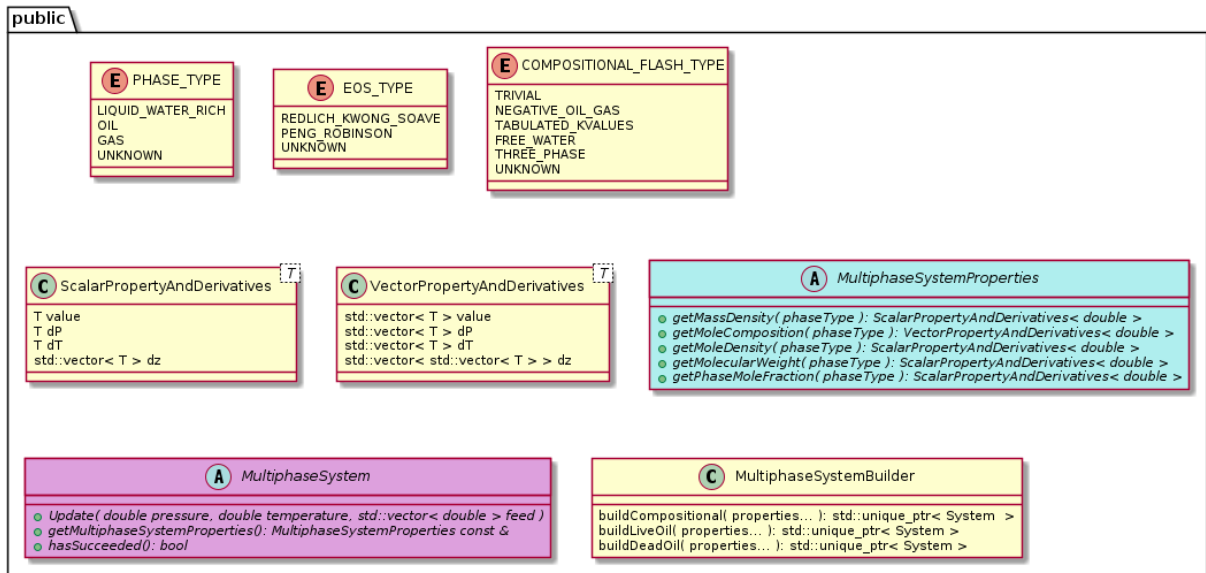 public
E PHASE_TYPE
LIQUID_WATER_RICH
OIL
GAS
UNKNOWN
E EOS_TYPE
REDLICH_KWONG_SOAVE
PENG_ROBINSON
UNKNOWN
E COMPOSITIONAL_FLASH_TYPE
TRIVIAL
NEGATIVE_OIL_GAS
TABULATED_KVALUES
FREE_WATER
THREE_PHASE
UNKNOWN
C ScalarPropertyAndDerivatives T
T value
T dP
T dT
std::vector< T > dz
C VectorPropertyAndDerivatives T
std::vector< T > value
std::vector< T > dP
std::vector< T > dT
std::vector< std::vector< T > > dz
A MultiphaseSystemProperties
getMassDensity( phaseType ): ScalarPropertyAndDerivatives< double >
getMoleComposition( phaseType ): VectorPropertyAndDerivatives< double >
getMoleDensity( phaseType ): ScalarPropertyAndDerivatives< double >
getMolecularWeight( phaseType ): ScalarPropertyAndDerivatives< double >
getPhaseMoleFraction( phaseType ): ScalarPropertyAndDerivatives< double >
A MultiphaseSystem
Update( double pressure, double temperature, std::vector< double > feed )
getMultiphaseSystemProperties(): MultiphaseSystemProperties const &
hasSucceeded(): bool
C MultiphaseSystemBuilder
buildCompositional( properties... ): std::unique_ptr< System  >
buildLiveOil( properties... ): std::unique_ptr< System >
buildDeadOil( properties... ): std::unique_ptr< System >